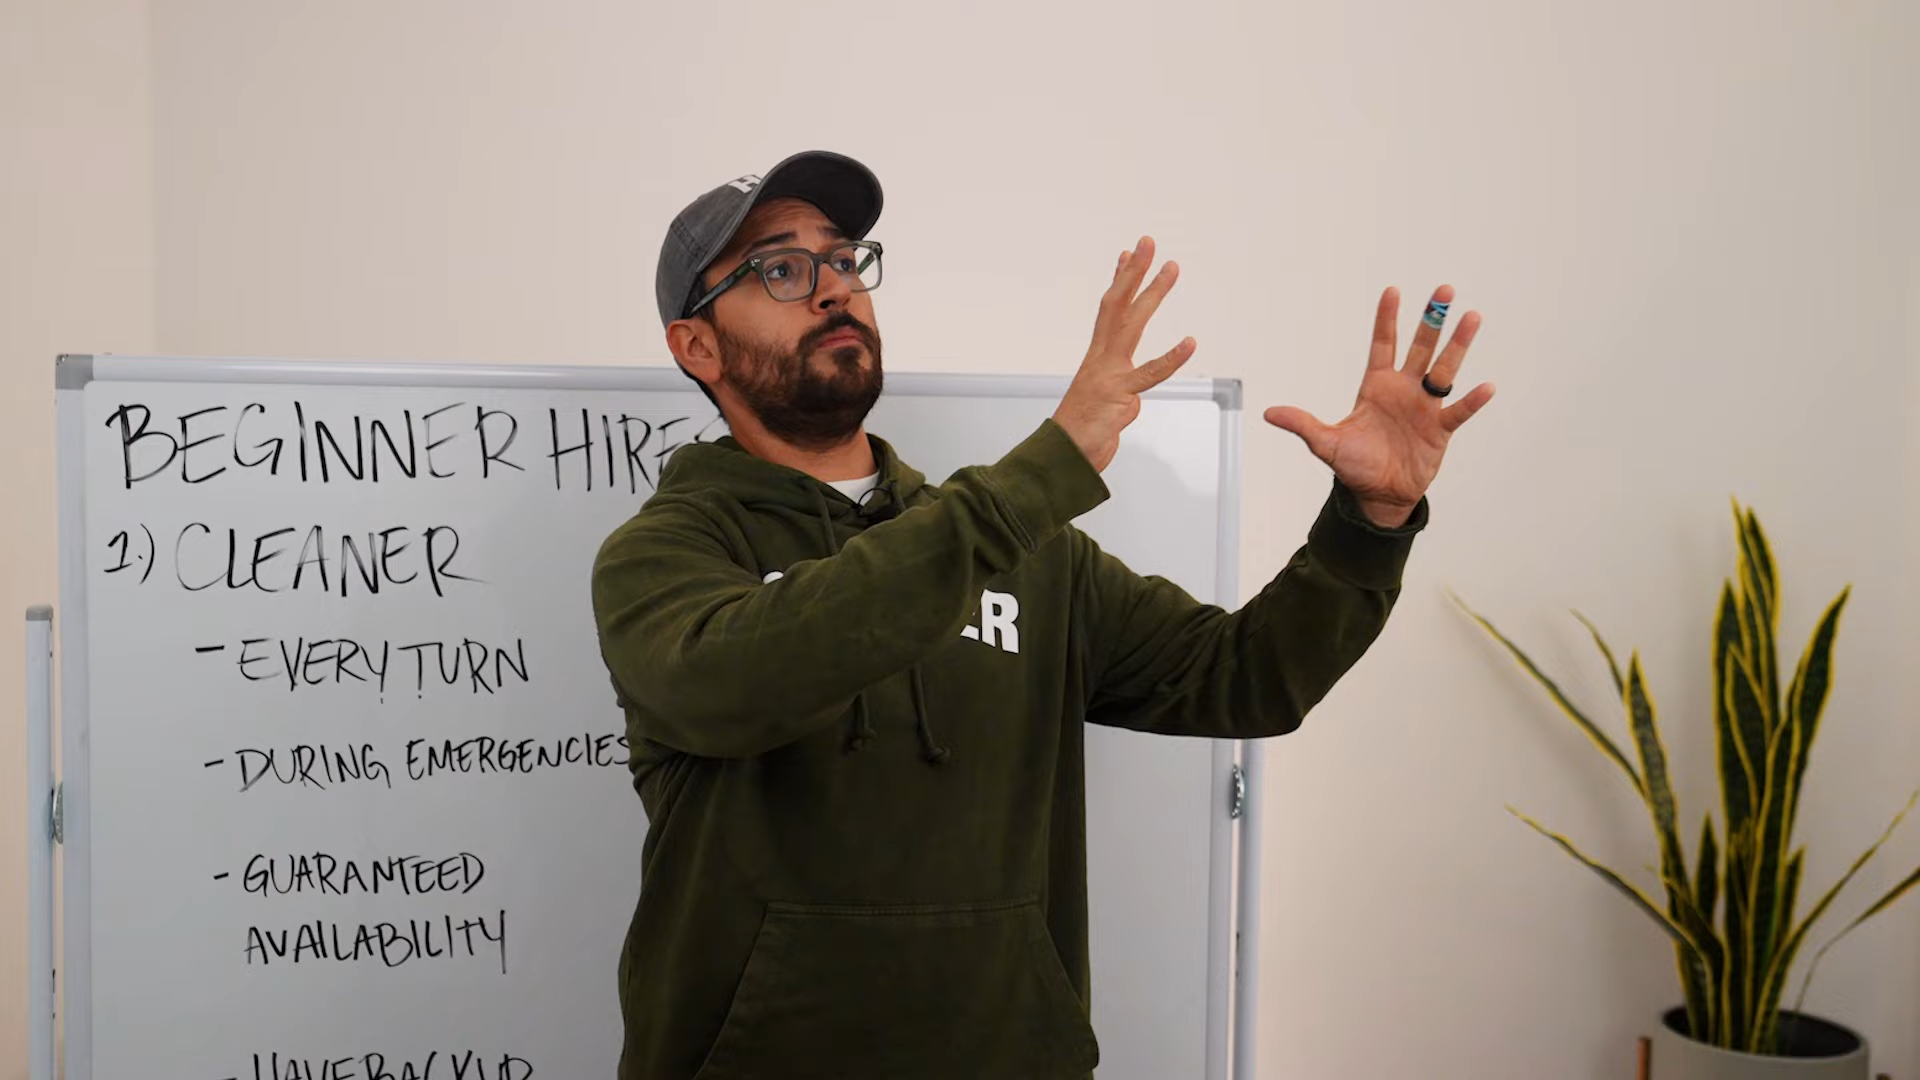 BEGINNER HIRES
1.) CLEANER
- EVERY TURN
- DURING EMERGENCIES
- GUARANTEED
AVAILABILITY
- HAVE BACKUP